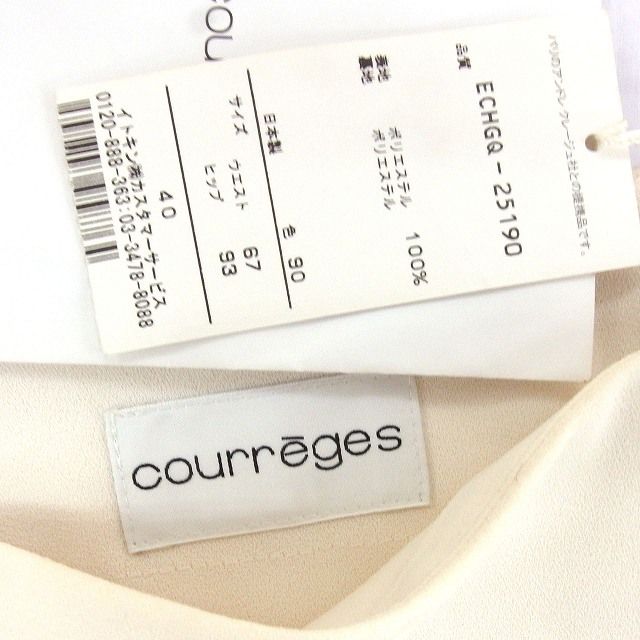 cou
パリのアンドレ・クレージュ社との提携品です。
品質 ECHGQ-25190
表地 ポリエステル 100%
裏地 ポリエステル
日本製 色 90
サイズ ウエスト 67
ヒップ 93
40
イトキン㈱カスタマーサービス
0120-888-363:03-3478-8088
courrēges